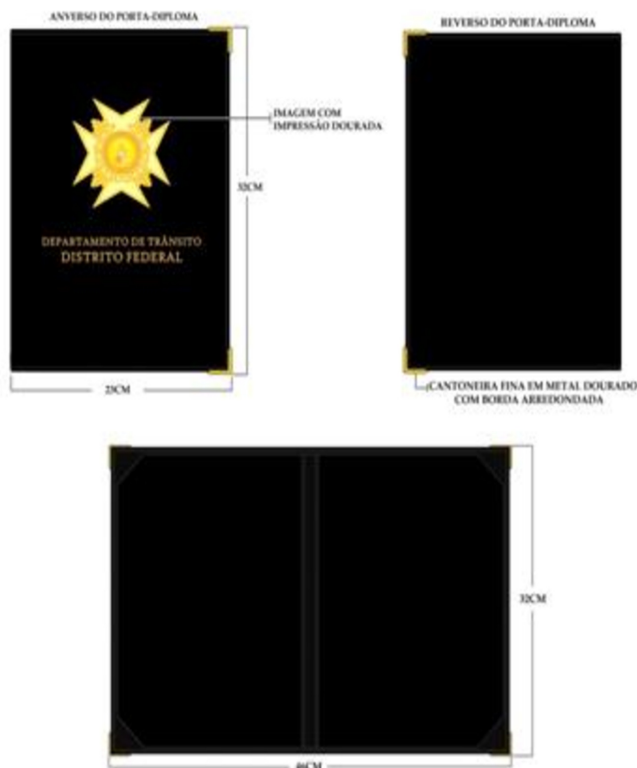 ANVERSO DO PORTA-DIPLOMA
REVERSO DO PORTA-DIPLOMA
IMAGEM COM
IMPRESSÃO DOURADA
32CM
DEPARTAMENTO DE TRÂNSITO
DISTRITO FEDERAL
23CM
CANTONEIRA FINA EM METAL DOURADO
COM BORDA ARREDONDADA
32CM
46CM